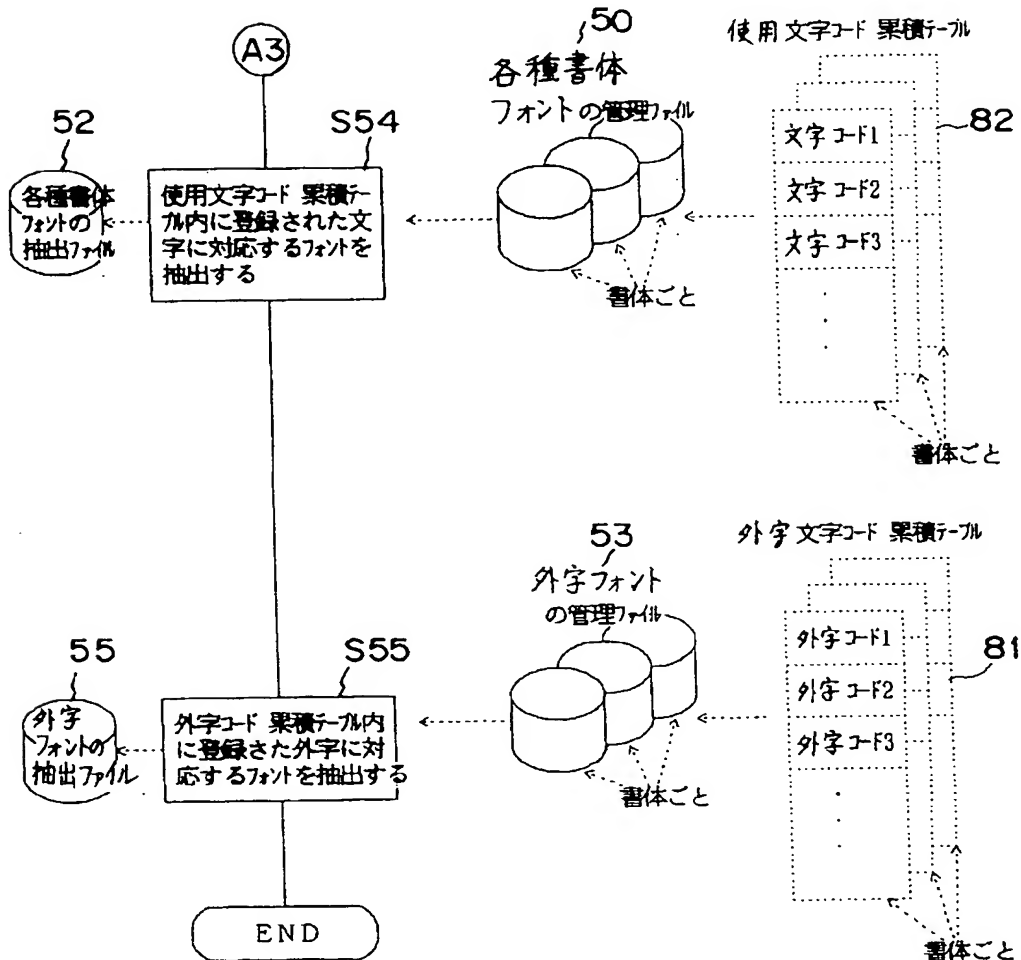 A3
52
各種書体
フォントの
抽出ファイル
S54
使用文字コード 累積テー
ブル内に登録された文
字に対応するフォントを
抽出する
50
各種書体
フォントの管理ファイル
書体ごと
使用文字コード 累積テーブル
82
文字コード1
文字コード2
文字コード3
書体ごと
55
外字
フォントの
抽出ファイル
S55
外字コード 累積テーブル内
に登録さた外字に対
応するフォントを抽出する
53
外字フォント
の管理ファイル
書体ごと
外字文字コード 累積テーブル
81
外字コード1
外字コード2
外字コード3
書体ごと
END